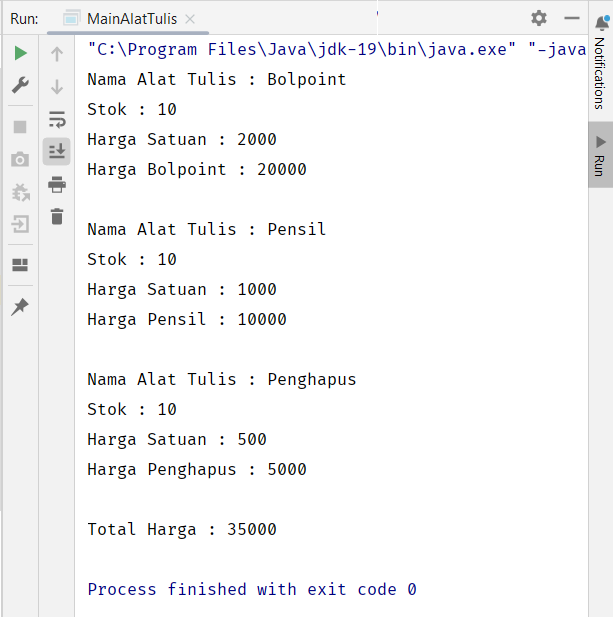 Run: MainAlatTulis
"C:\Program Files\Java\jdk-19\bin\java.exe" "-java
Nama Alat Tulis : Bolpoint
Stok : 10
Harga Satuan : 2000
Harga Bolpoint : 20000
Nama Alat Tulis : Pensil
Stok : 10
Harga Satuan : 1000
Harga Pensil : 10000
Nama Alat Tulis : Penghapus
Stok : 10
Harga Satuan : 500
Harga Penghapus : 5000
Total Harga : 35000
Process finished with exit code 0
Notifications
Run